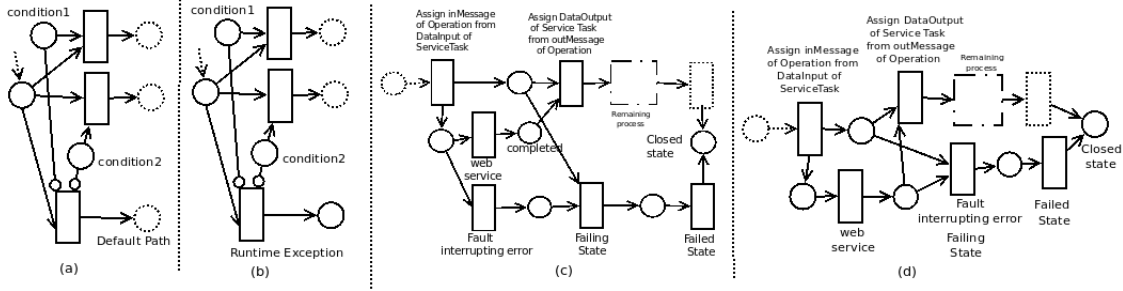 condition1
condition2
Default Path
(a)
condition1
condition2
Runtime Exception
(b)
Assign inMessage
of Operation from
DataInput of
ServiceTask
Assign DataOutput
of Service Task
from outMessage
of Operation
Remaining
process
completed
web
service
Closed
state
Fault
interrupting error
Failing
State
Failed
State
(c)
Assign inMessage
of Operation from
DataInput of
ServiceTask
Assign DataOutput
of Service Task
from outMessage
of Operation
Remaining
process
Closed
state
web
service
Fault
interrupting error
Failing
State
Failed
State
(d)